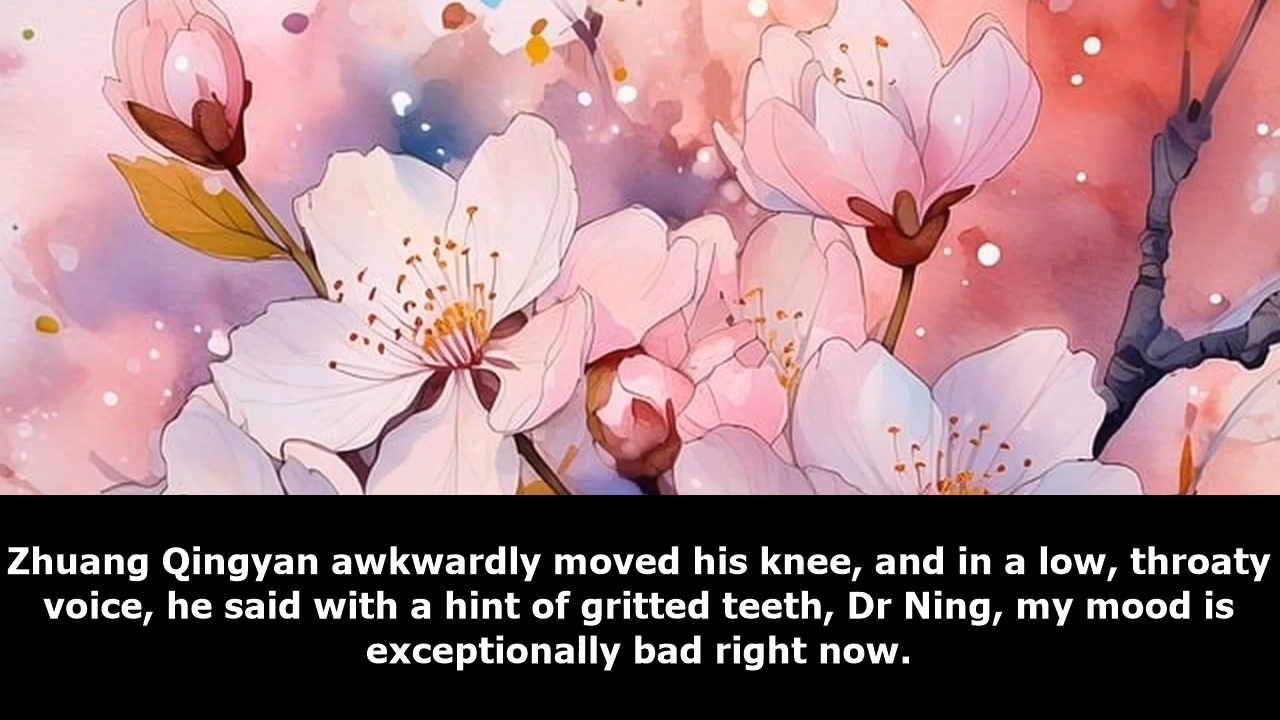 Zhuang Qingyan awkwardly moved his knee, and in a low, throaty
voice, he said with a hint of gritted teeth, Dr Ning, my mood is
exceptionally bad right now.